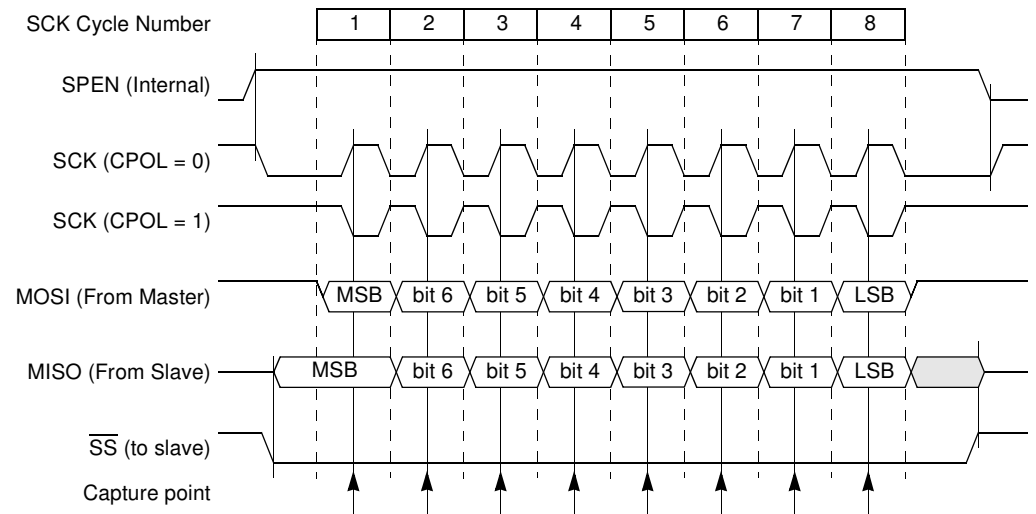 SCK Cycle Number 1 2 3 4 5 6 7 8
SPEN (Internal)
SCK (CPOL = 0)
SCK (CPOL = 1)
MOSI (From Master) MSB bit 6 bit 5 bit 4 bit 3 bit 2 bit 1 LSB
MISO (From Slave) MSB bit 6 bit 5 bit 4 bit 3 bit 2 bit 1 LSB
S̅S̅ (to slave)
Capture point